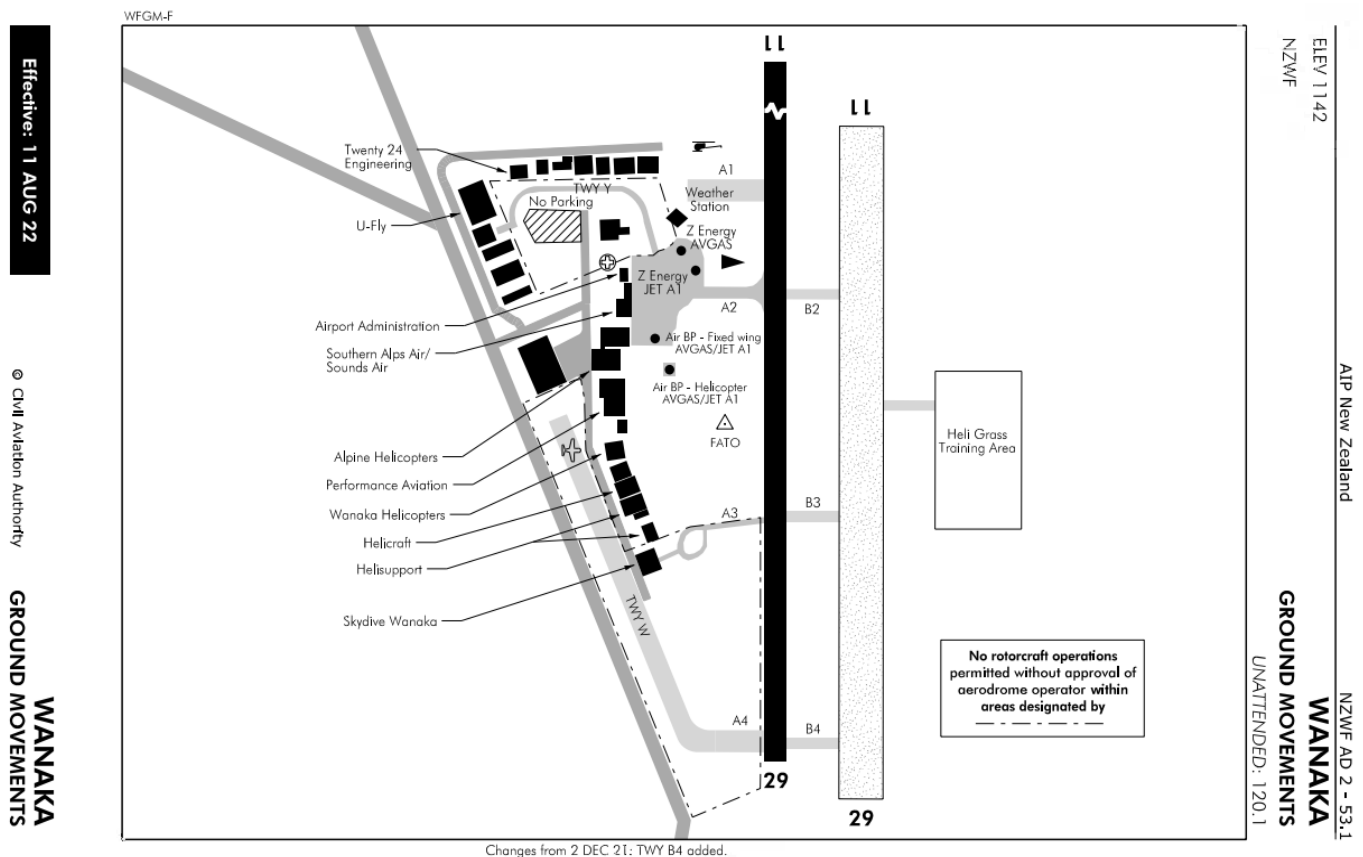 WFGM-F
Effective: 11 AUG 22
© Civil Aviation Authority
WANAKA
GROUND MOVEMENTS
ELEV 1142
NZWF
AIP New Zealand
NZWF AD 2 - 53.1
WANAKA
GROUND MOVEMENTS
UNATTENDED: 120.1
11
11
Twenty 24
Engineering
A1
TWY Y
No Parking
Weather
Station
U-Fly
Z Energy
AVGAS
Z Energy
JET A1
A2
B2
Airport Administration
Southern Alps Air/
Sounds Air
Air BP - Fixed wing
AVGAS/JET A1
Air BP - Helicopter
AVGAS/JET A1
FATO
Heli Grass
Training Area
Alpine Helicopters
Performance Aviation
Wanaka Helicopters
A3
B3
Helicraft
Helisupport
Skydive Wanaka
TWY W
No rotorcraft operations
permitted without approval of
aerodrome operator within
areas designated by
A4
B4
29
29
Changes from 2 DEC 21: TWY B4 added.